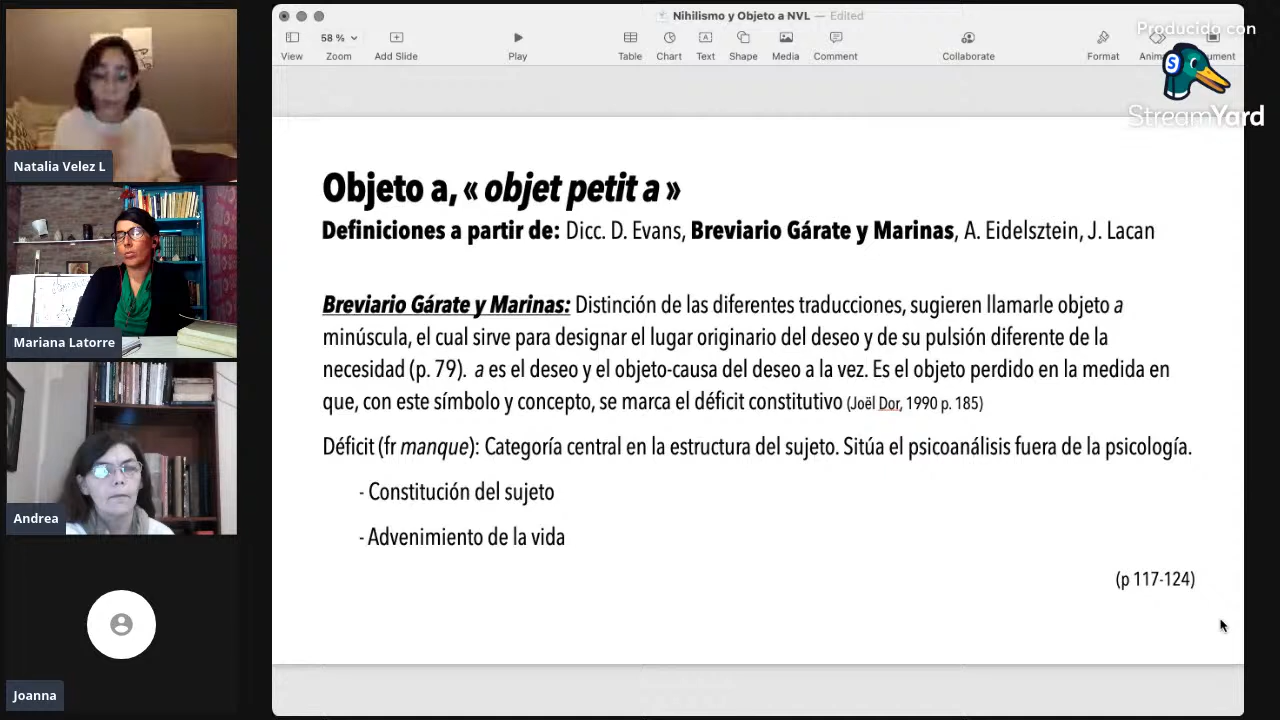 Nihilismo y Objeto a NVL — Edited
View
58 %
Zoom
Add Slide
Play
Table
Chart
Text
Shape
Media
Comment
Collaborate
Format
Producido con
StreamYard
Objeto a, « objet petit a »
Definiciones a partir de: Dicc. D. Evans, Breviario Gárate y Marinas, A. Eidelsztein, J. Lacan
Breviario Gárate y Marinas: Distinción de las diferentes traducciones, sugieren llamarle objeto a
minúscula, el cual sirve para designar el lugar originario del deseo y de su pulsión diferente de la
necesidad (p. 79). a es el deseo y el objeto-causa del deseo a la vez. Es el objeto perdido en la medida en
que, con este símbolo y concepto, se marca el déficit constitutivo (Joël Dor, 1990 p. 185)
Déficit (fr manque): Categoría central en la estructura del sujeto. Sitúa el psicoanálisis fuera de la psicología.
- Constitución del sujeto
- Advenimiento de la vida
(p 117-124)
Natalia Velez L
Mariana Latorre
Andrea
Joanna